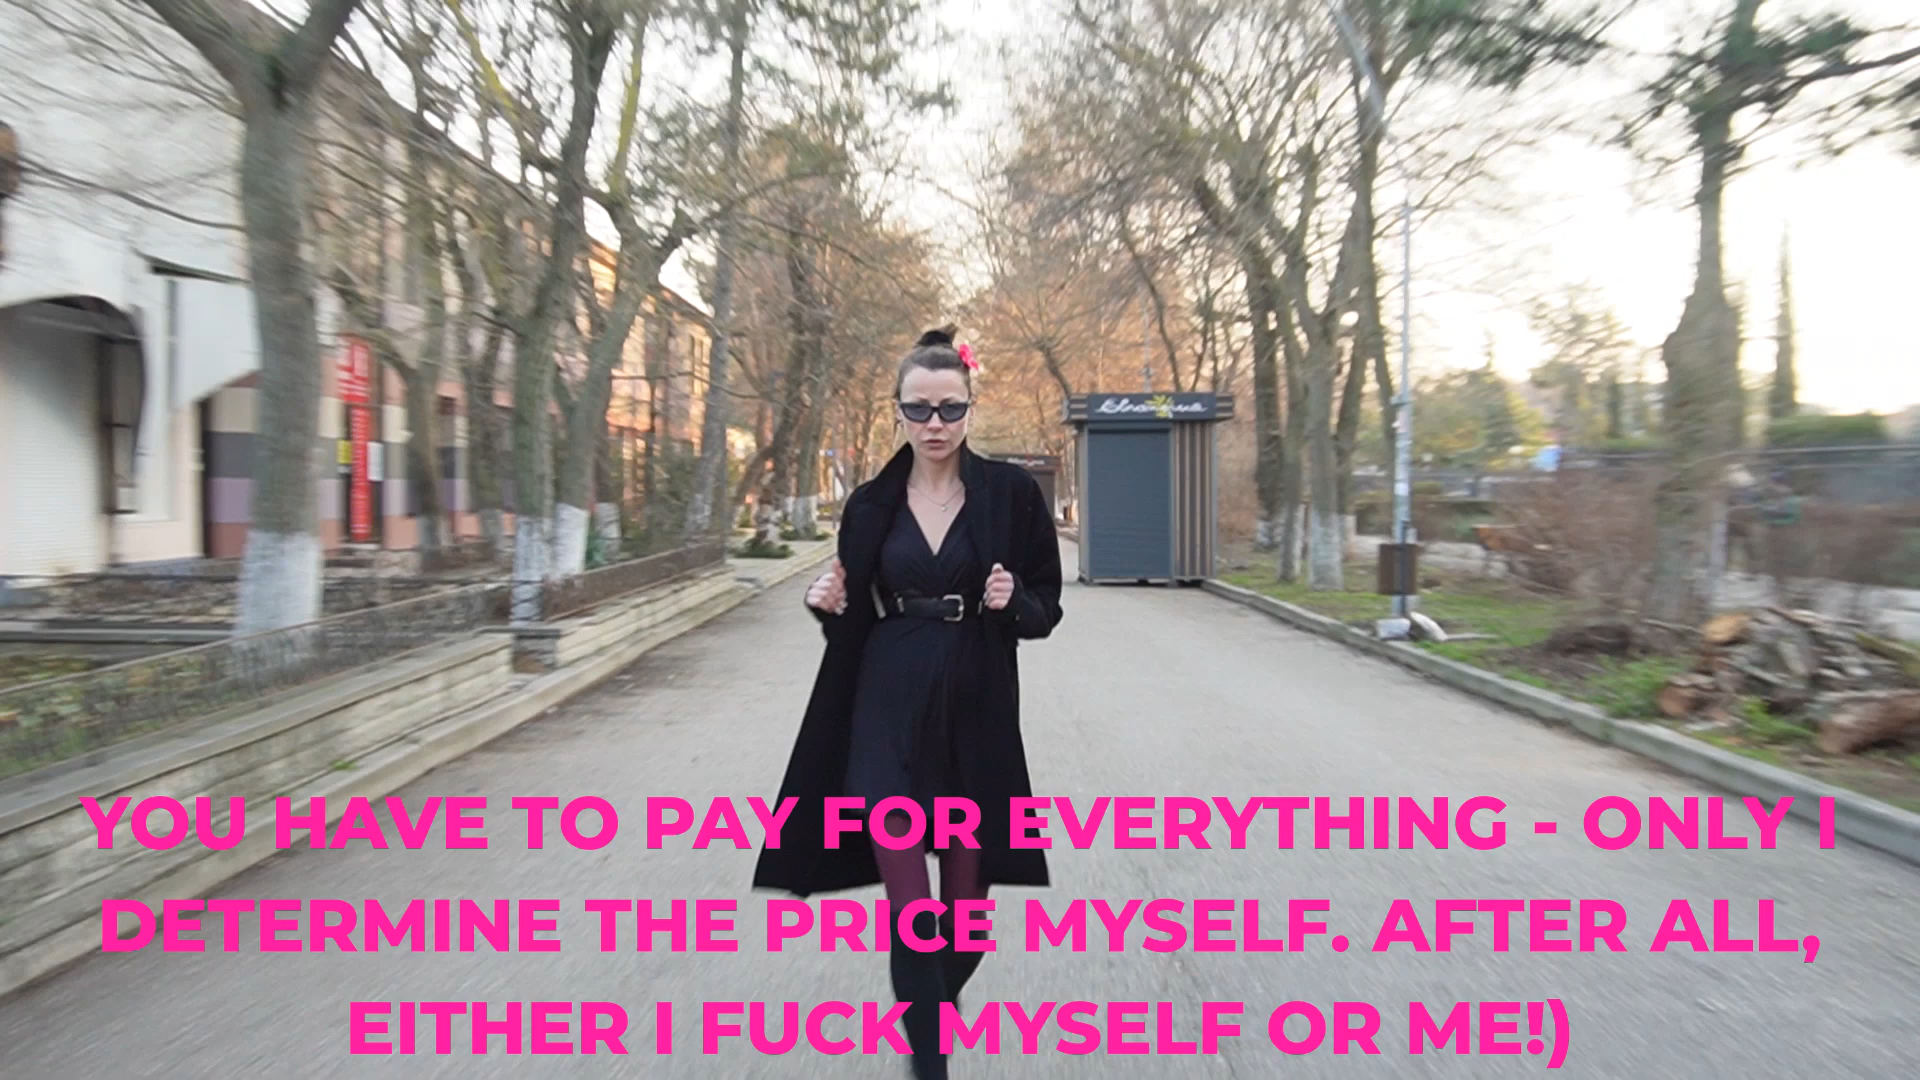 YOU HAVE TO PAY FOR EVERYTHING - ONLY I
DETERMINE THE PRICE MYSELF. AFTER ALL,
EITHER I FUCK MYSELF OR ME!)